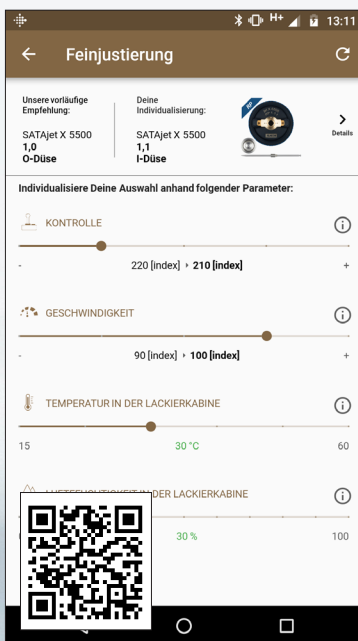 H+ 13:11
Feinjustierung
Unsere vorläufige
Empfehlung:
SATAjet X 5500
1,0
O-Düse
Deine
Individualisierung:
SATAjet X 5500
1,1
I-Düse
RP
Details
Individualisiere Deine Auswahl anhand folgender Parameter:
KONTROLLE
- 220 [index] ‣ 210 [index] +
GESCHWINDIGKEIT
- 90 [index] ‣ 100 [index] +
TEMPERATUR IN DER LACKIERKABINE
15 30 °C 60
DER LACKIERKABINE
30 % 100